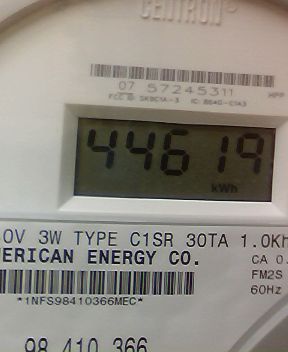 CENTRON
07 57245311
FCC ID: SK9C1A-3 IC: 864G-C1A3
HPP
44619
kWh
0V 3W TYPE C1SR 30TA 1.0Kh
ERICAN ENERGY CO.
CA 0.
FM2S
60Hz
*1NFS98410366MEC*
98 410 366